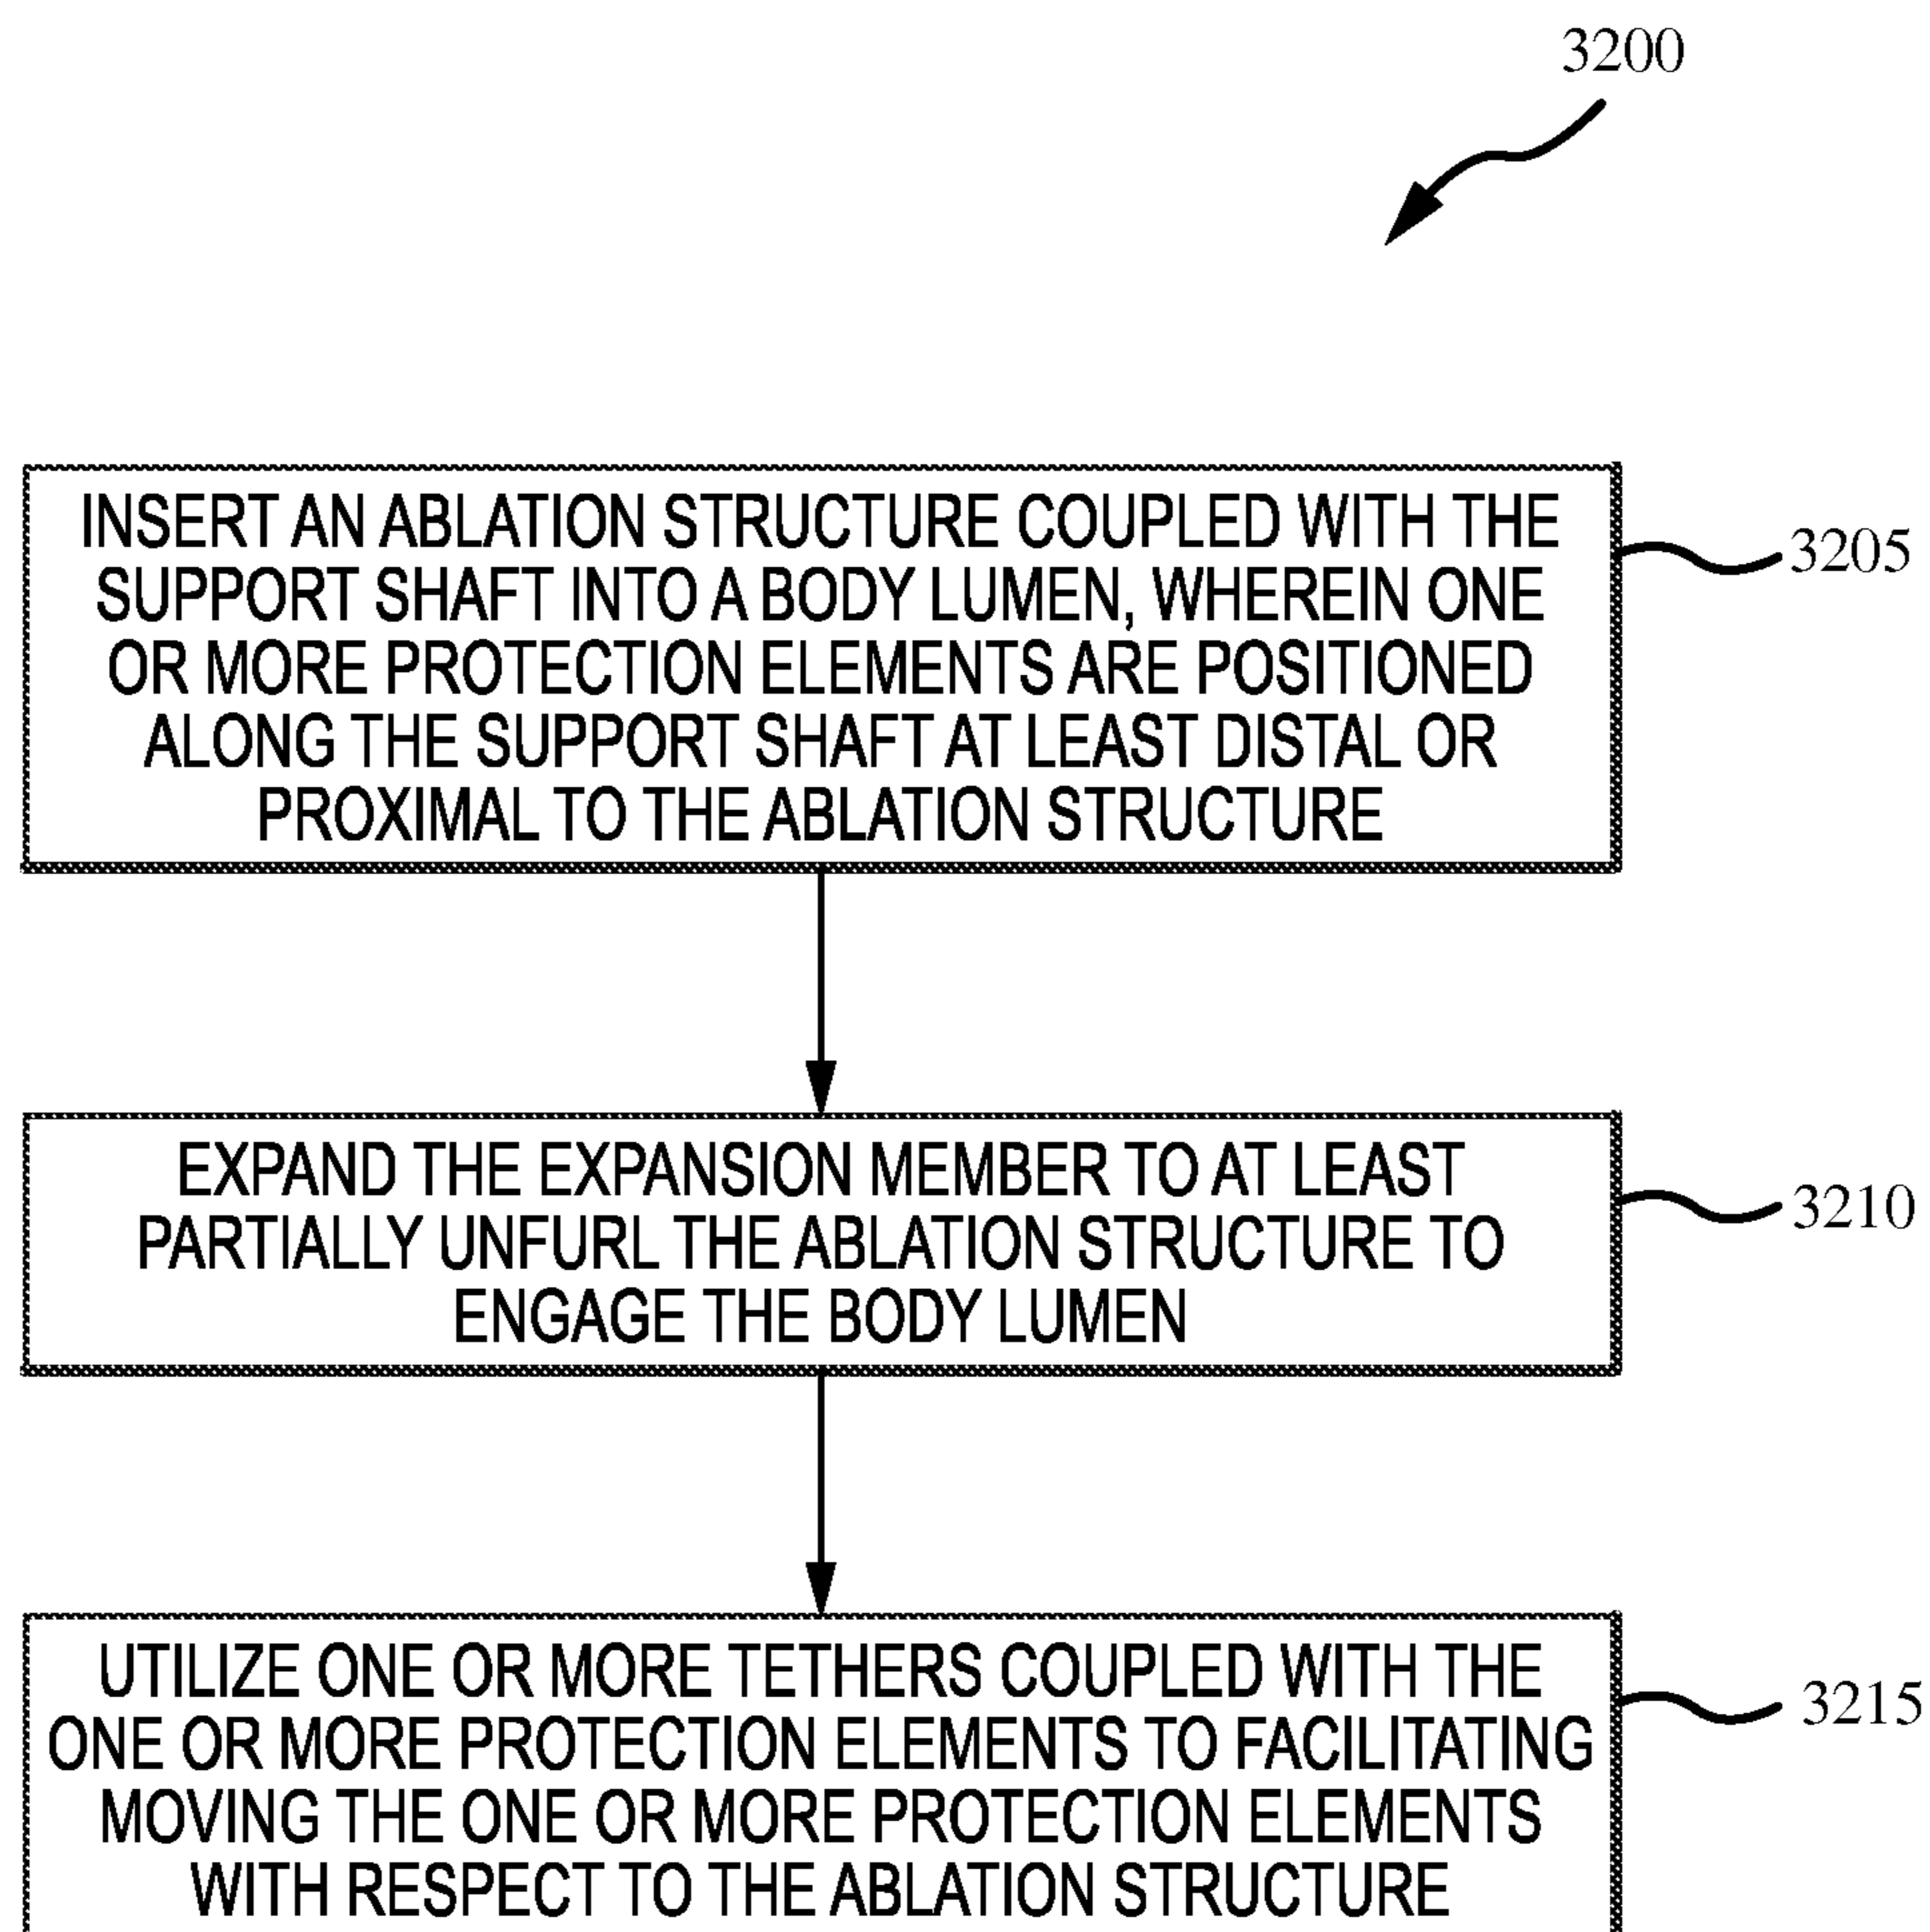 3200
INSERT AN ABLATION STRUCTURE COUPLED WITH THE
SUPPORT SHAFT INTO A BODY LUMEN, WHEREIN ONE
OR MORE PROTECTION ELEMENTS ARE POSITIONED
ALONG THE SUPPORT SHAFT AT LEAST DISTAL OR
PROXIMAL TO THE ABLATION STRUCTURE
3205
EXPAND THE EXPANSION MEMBER TO AT LEAST
PARTIALLY UNFURL THE ABLATION STRUCTURE TO
ENGAGE THE BODY LUMEN
3210
UTILIZE ONE OR MORE TETHERS COUPLED WITH THE
ONE OR MORE PROTECTION ELEMENTS TO FACILITATING
MOVING THE ONE OR MORE PROTECTION ELEMENTS
WITH RESPECT TO THE ABLATION STRUCTURE
3215